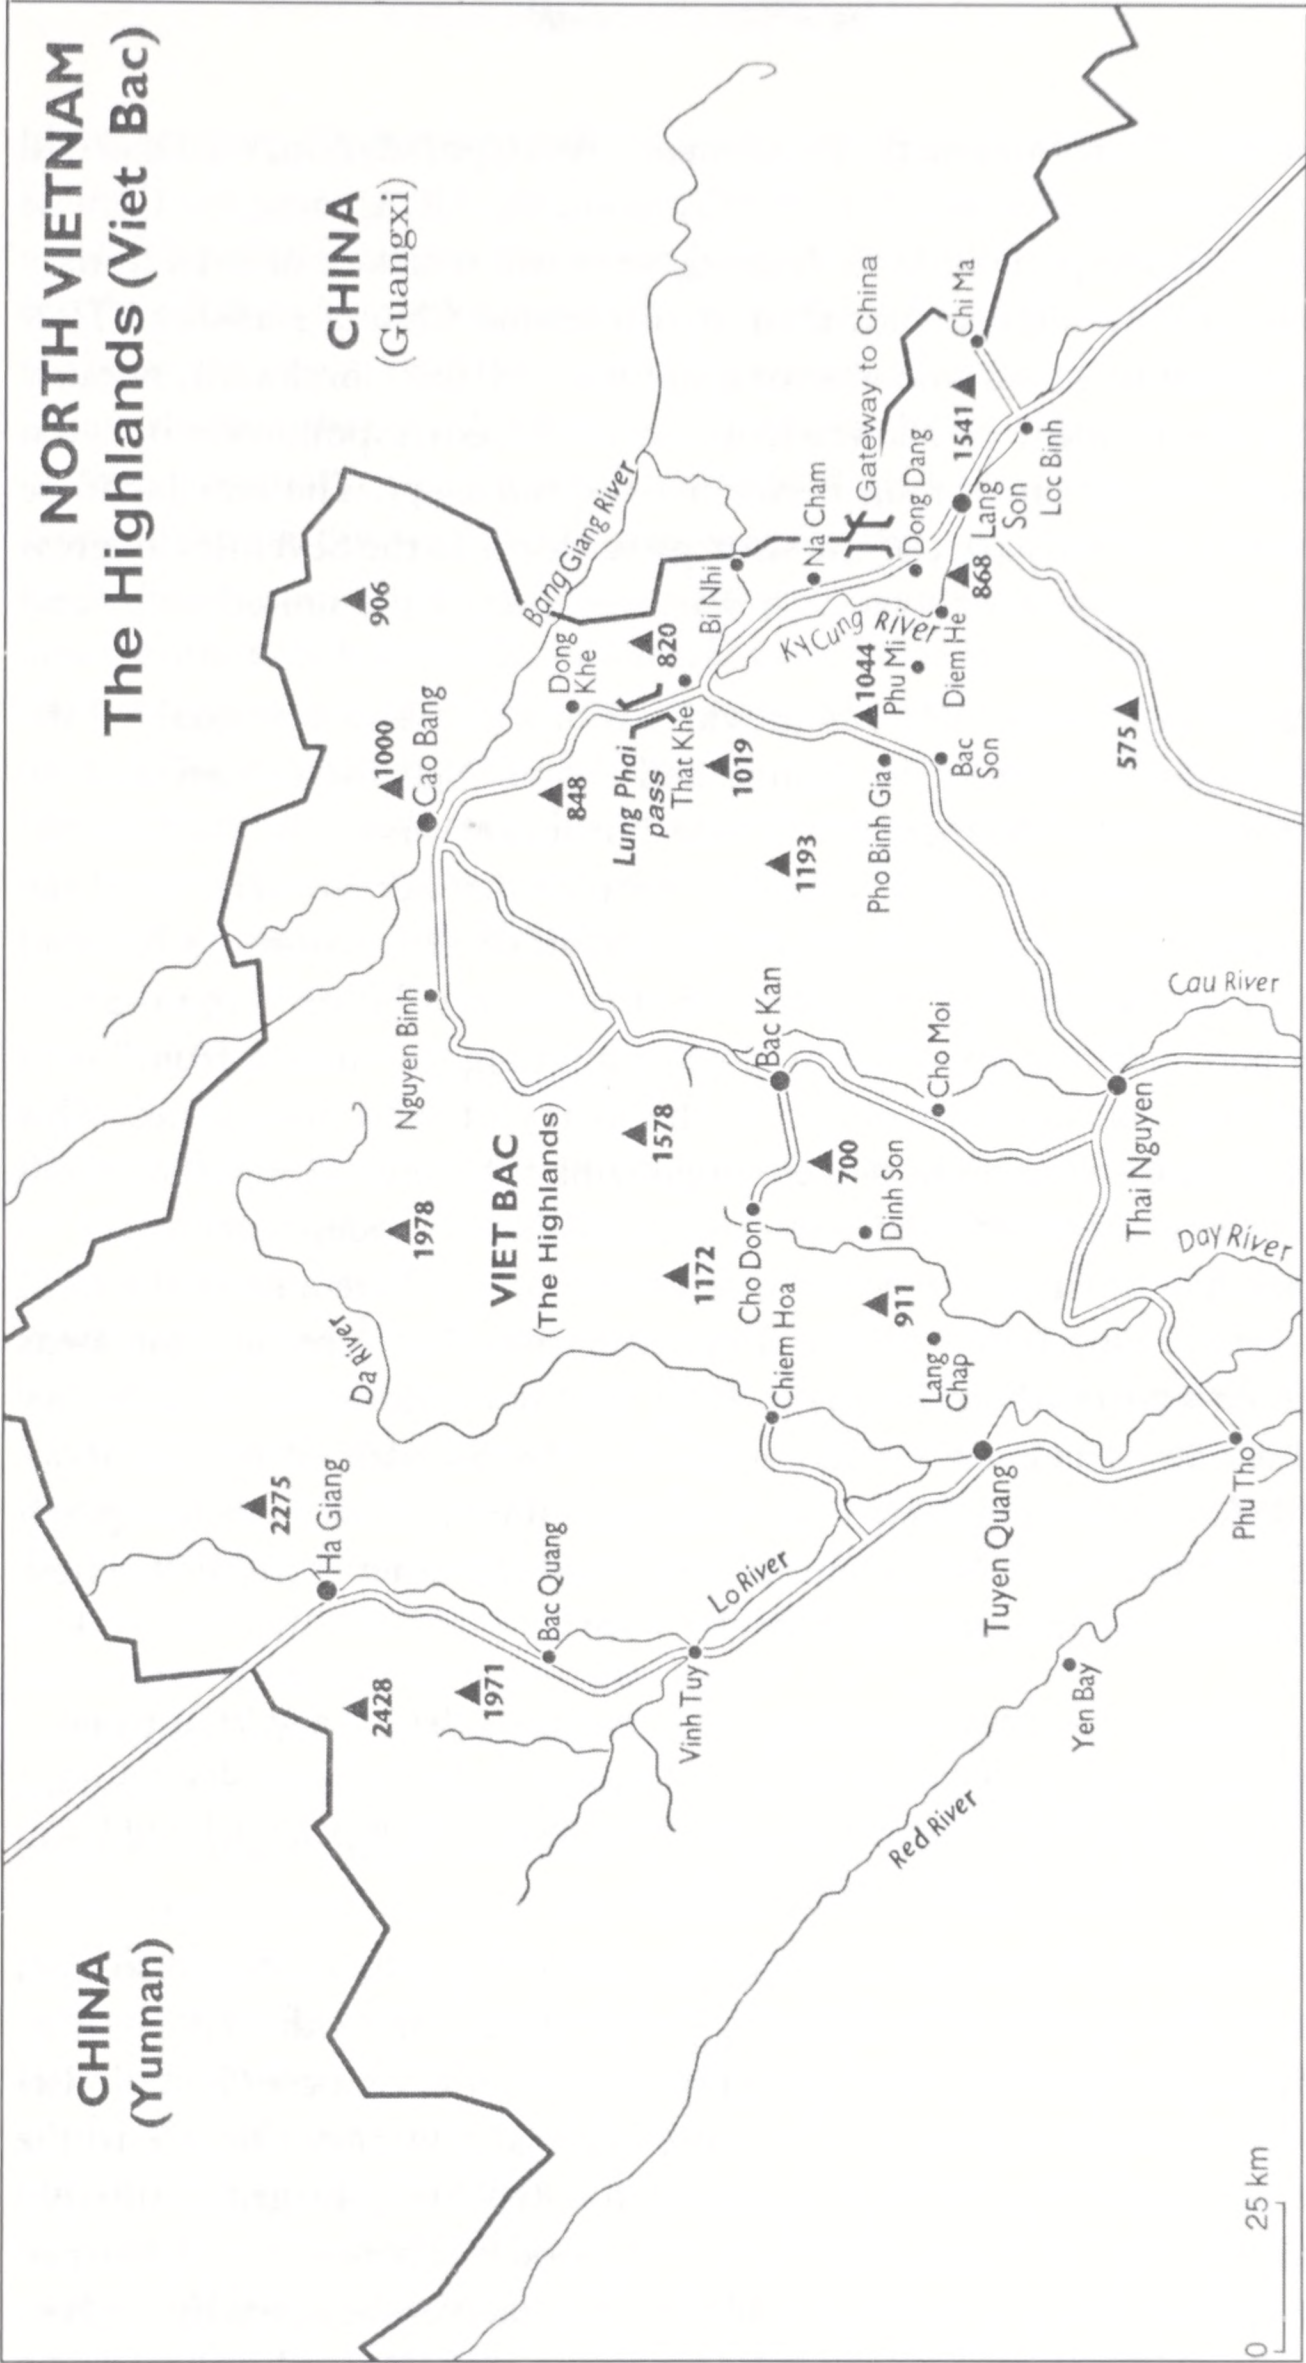 NORTH VIETNAM
The Highlands (Viet Bac)
CHINA
(Yunnan)
CHINA
(Guangxi)
2275
Ha Giang
2428
1971
Bac Quang
Vinh Tuy
Lo River
Da River
1978
VIET BAC
(The Highlands)
1578
1172
Nguyen Binh
1000
Cao Bang
906
Bang Giang River
848
Dong
Khe
820
Lung Phai
pass
That Khe
1019
1193
Bi Nhi
Na Cham
Gateway to China
Ky Cung River
1044
Phu Mi
Dong Dang
Diem He
868
Lang
Son
1541
Chi Ma
Loc Binh
Pho Binh Gia
Bac
Son
575
Bac Kan
Cho Moi
700
Cho Don
Dinh Son
Chiem Hoa
911
Lang
Chap
Tuyen Quang
Thai Nguyen
Cau River
Day River
Phu Tho
Yen Bay
Red River
0 25 km